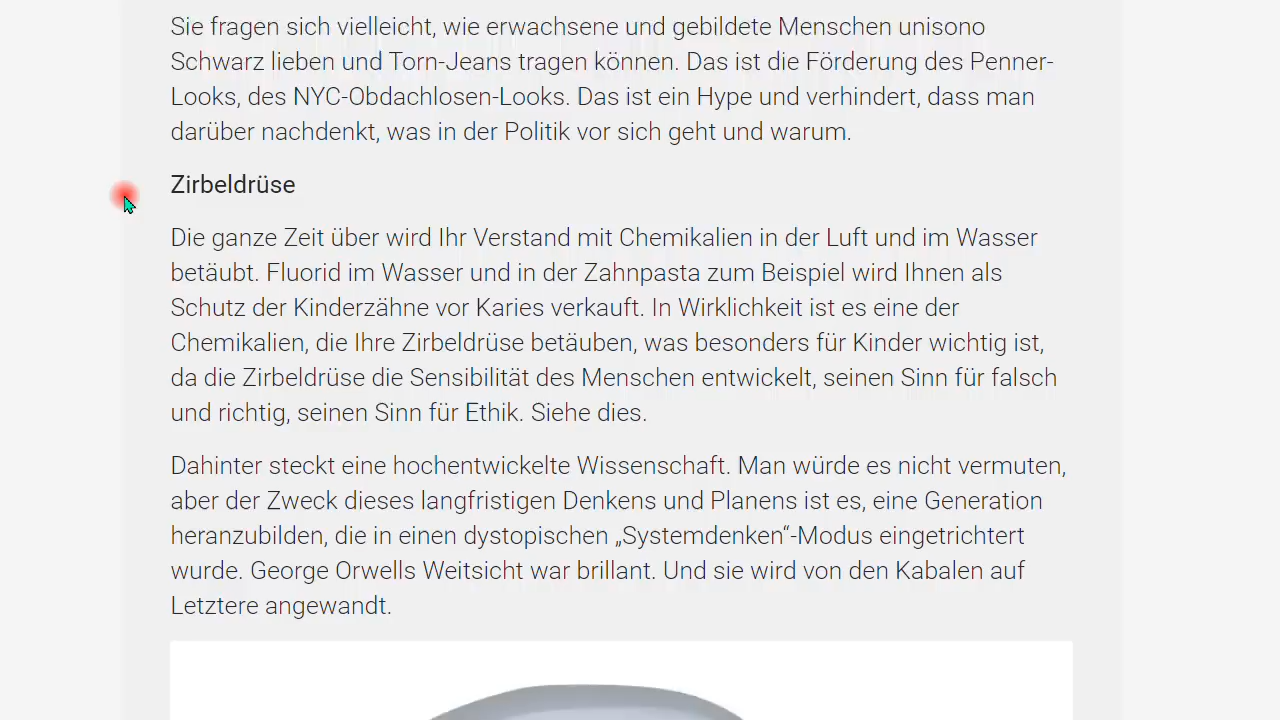 Sie fragen sich vielleicht, wie erwachsene und gebildete Menschen unisono
Schwarz lieben und Torn-Jeans tragen können. Das ist die Förderung des Penner-
Looks, des NYC-Obdachlosen-Looks. Das ist ein Hype und verhindert, dass man
darüber nachdenkt, was in der Politik vor sich geht und warum.
Zirbeldrüse
Die ganze Zeit über wird Ihr Verstand mit Chemikalien in der Luft und im Wasser
betäubt. Fluorid im Wasser und in der Zahnpasta zum Beispiel wird Ihnen als
Schutz der Kinderzähne vor Karies verkauft. In Wirklichkeit ist es eine der
Chemikalien, die Ihre Zirbeldrüse betäuben, was besonders für Kinder wichtig ist,
da die Zirbeldrüse die Sensibilität des Menschen entwickelt, seinen Sinn für falsch
und richtig, seinen Sinn für Ethik. Siehe dies.
Dahinter steckt eine hochentwickelte Wissenschaft. Man würde es nicht vermuten,
aber der Zweck dieses langfristigen Denkens und Planens ist es, eine Generation
heranzubilden, die in einen dystopischen „Systemdenken“-Modus eingetrichtert
wurde. George Orwells Weitsicht war brillant. Und sie wird von den Kabalen auf
Letztere angewandt.